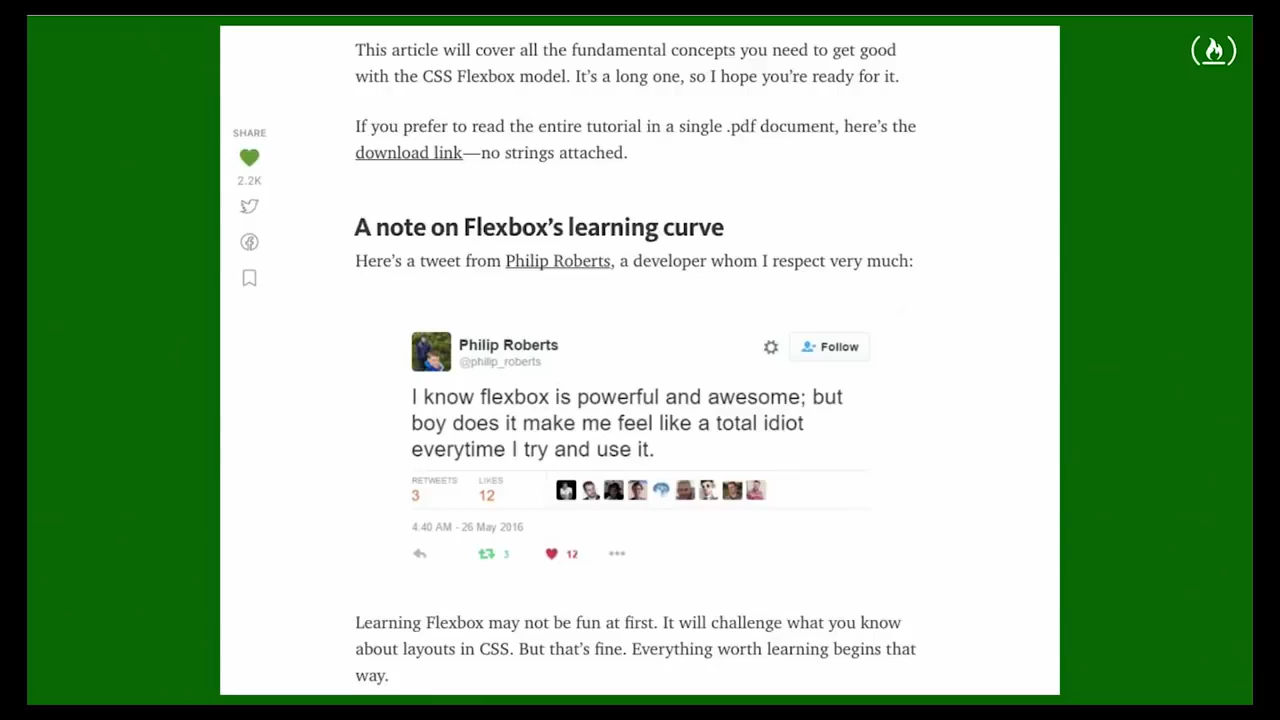 This article will cover all the fundamental concepts you need to get good
with the CSS Flexbox model. It’s a long one, so I hope you’re ready for it.
If you prefer to read the entire tutorial in a single .pdf document, here’s the
download link—no strings attached.
SHARE
2.2K
A note on Flexbox’s learning curve
Here’s a tweet from Philip Roberts, a developer whom I respect very much:
Philip Roberts
@philip_roberts
Follow
I know flexbox is powerful and awesome; but
boy does it make me feel like a total idiot
everytime I try and use it.
RETWEETS LIKES
3 12
4:40 AM - 26 May 2016
3 12
Learning Flexbox may not be fun at first. It will challenge what you know
about layouts in CSS. But that’s fine. Everything worth learning begins that
way.